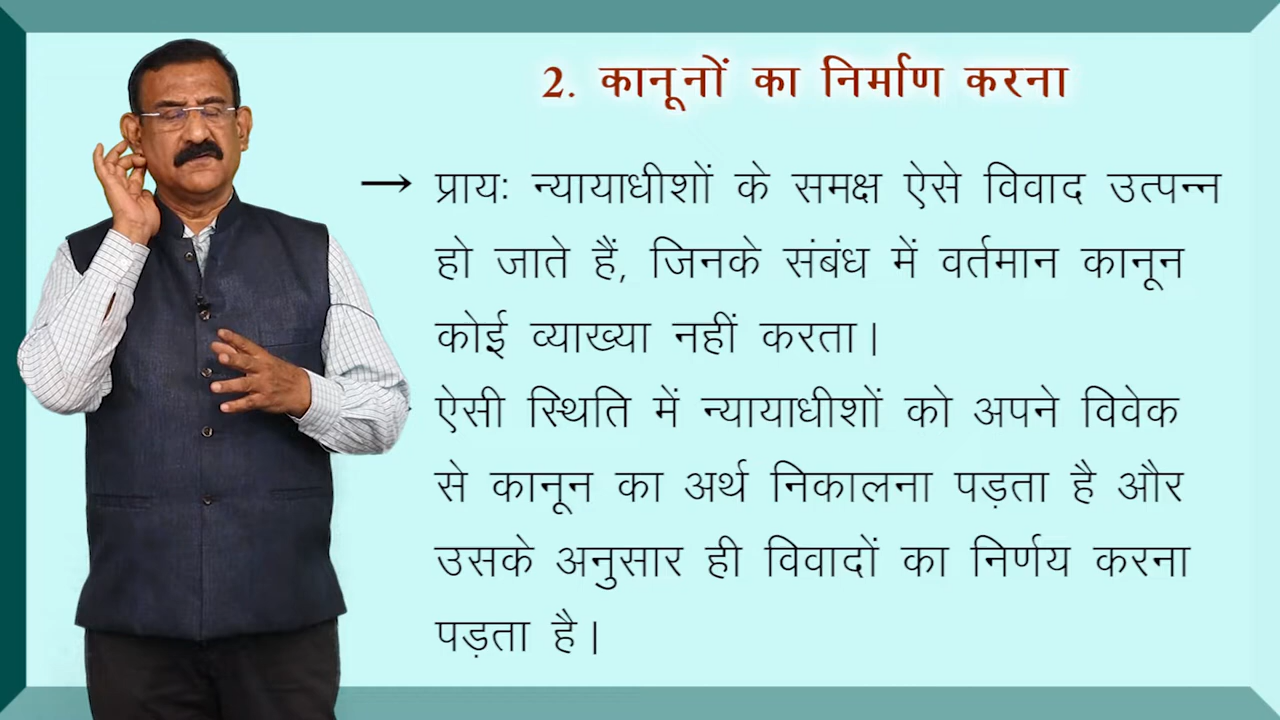 2. कानूनों का निर्माण करना
→ प्रायः न्यायाधीशों के समक्ष ऐसे विवाद उत्पन्न
हो जाते हैं, जिनके संबंध में वर्तमान कानून
कोई व्याख्या नहीं करता।
ऐसी स्थिति में न्यायाधीशों को अपने विवेक
से कानून का अर्थ निकालना पड़ता है और
उसके अनुसार ही विवादों का निर्णय करना
पड़ता है।